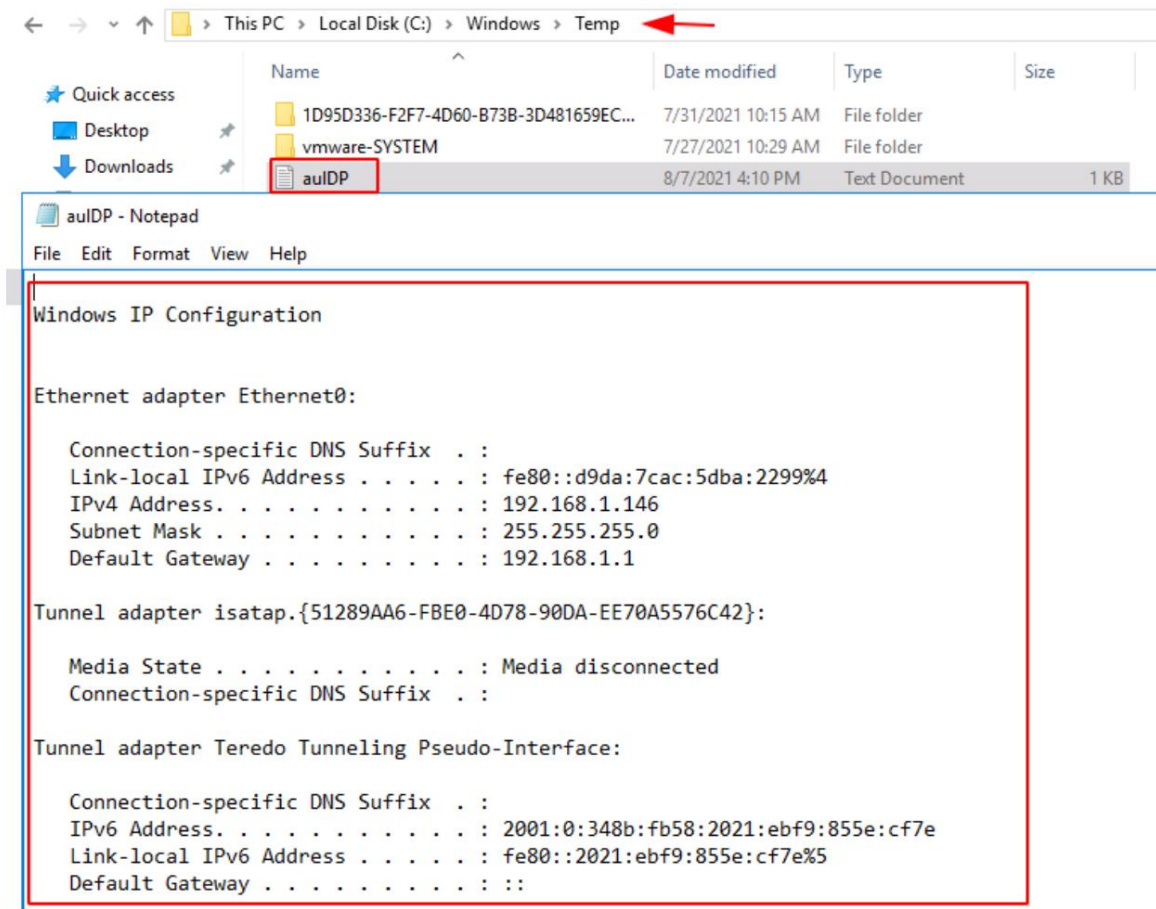 This PC > Local Disk (C:) > Windows > Temp
Name Date modified Type Size
Quick access
1D95D336-F2F7-4D60-B73B-3D481659EC... 7/31/2021 10:15 AM File folder
Desktop
vmware-SYSTEM 7/27/2021 10:29 AM File folder
Downloads
auIDP 8/7/2021 4:10 PM Text Document 1 KB
auIDP - Notepad
File Edit Format View Help
Windows IP Configuration
Ethernet adapter Ethernet0:
Connection-specific DNS Suffix . :
Link-local IPv6 Address . . . . . : fe80::d9da:7cac:5dba:2299%4
IPv4 Address. . . . . . . . . . . : 192.168.1.146
Subnet Mask . . . . . . . . . . . : 255.255.255.0
Default Gateway . . . . . . . . . : 192.168.1.1
Tunnel adapter isatap.{51289AA6-FBE0-4D78-90DA-EE70A5576C42}:
Media State . . . . . . . . . . . : Media disconnected
Connection-specific DNS Suffix . :
Tunnel adapter Teredo Tunneling Pseudo-Interface:
Connection-specific DNS Suffix . :
IPv6 Address. . . . . . . . . . . : 2001:0:348b:fb58:2021:ebf9:855e:cf7e
Link-local IPv6 Address . . . . . : fe80::2021:ebf9:855e:cf7e%5
Default Gateway . . . . . . . . . : ::